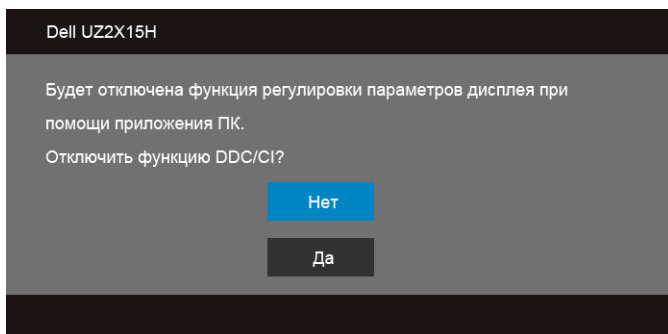 Dell UZ2X15H
Будет отключена функция регулировки параметров дисплея при
помощи приложения ПК.
Отключить функцию DDC/CI?
Нет
Да